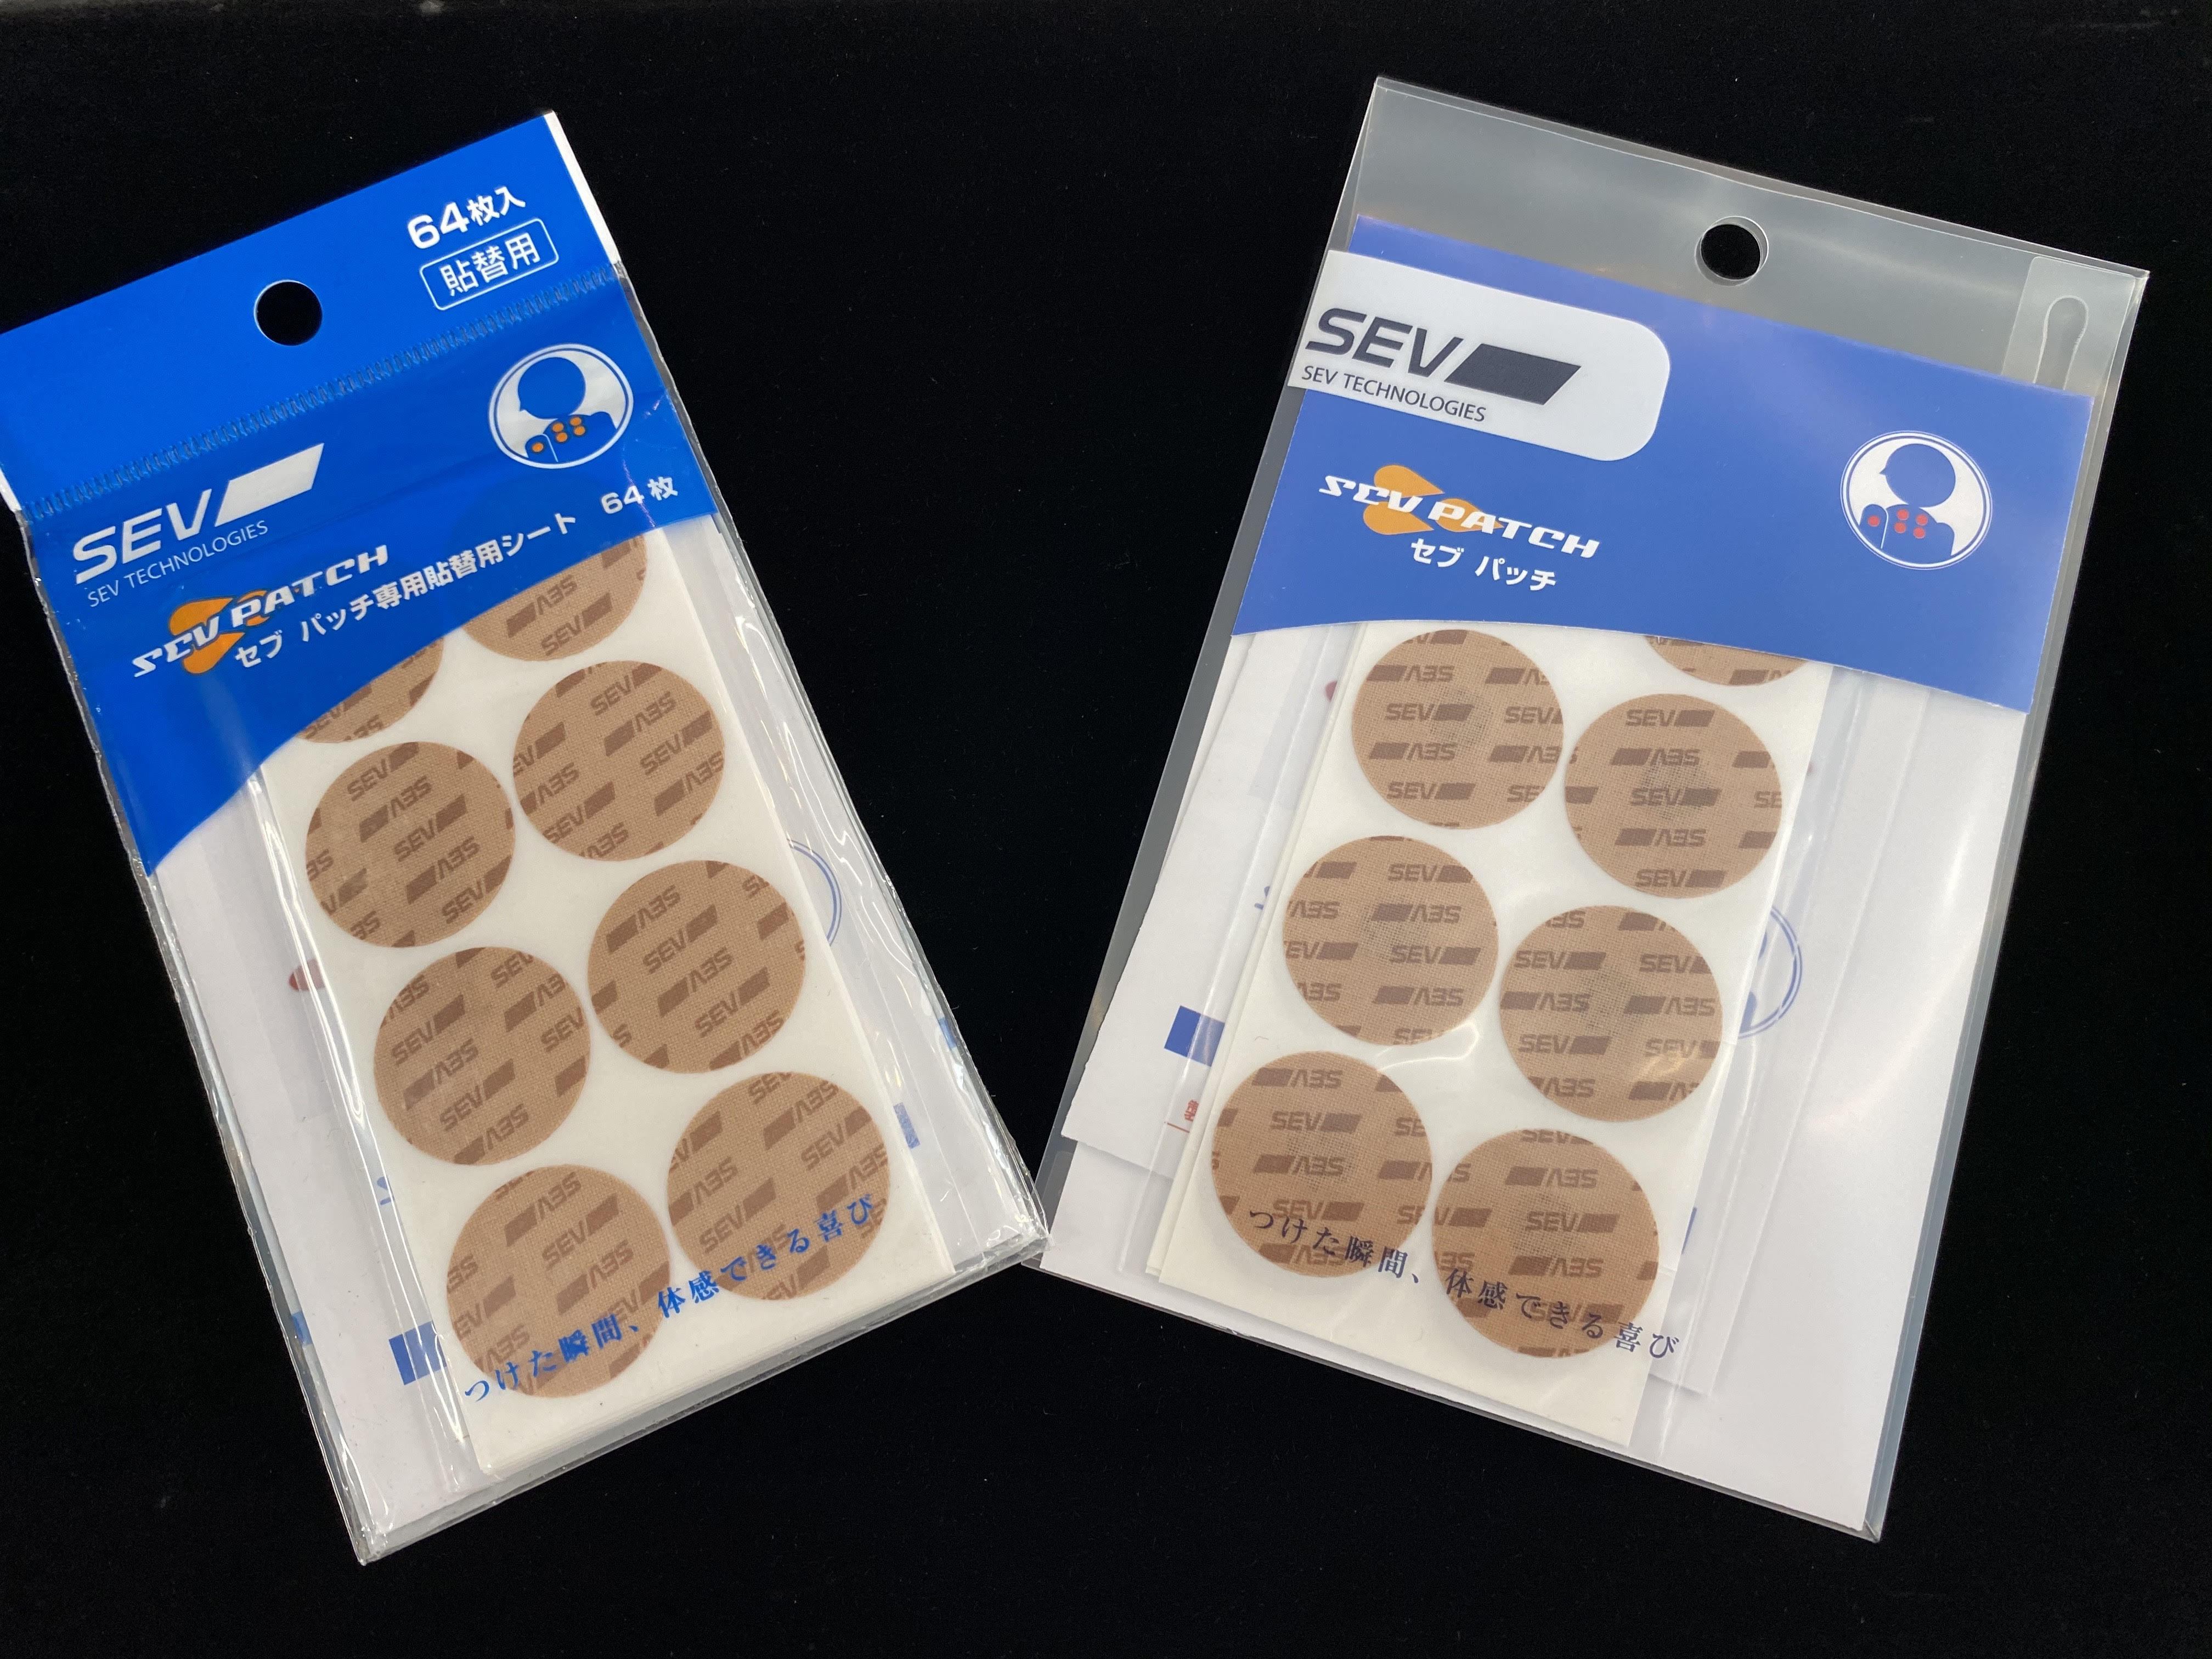 64枚入
貼替用
SEV
SEV TECHNOLOGIES
SEV PATCH
セブ パッチ専用貼替用シート 64枚
つけた瞬間、体感できる喜び
SEV
SEV TECHNOLOGIES
SEV PATCH
セブ パッチ
つけた瞬間、体感できる喜び